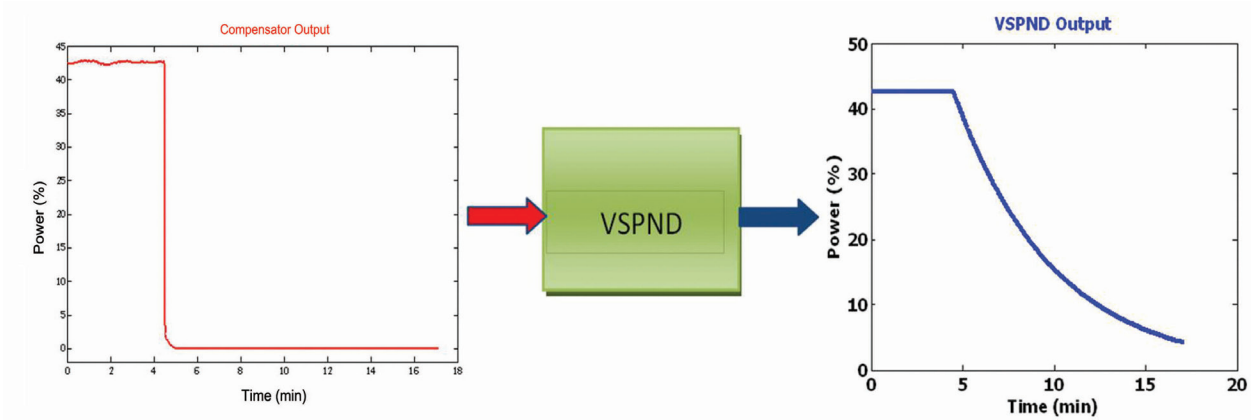 Compensator Output
45
40
35
30
25
20
15
10
5
0
Power (%)
0 2 4 6 8 10 12 14 16 18
Time (min)
VSPND
VSPND Output
50
40
30
20
10
0
Power (%)
0 5 10 15 20
Time (min)